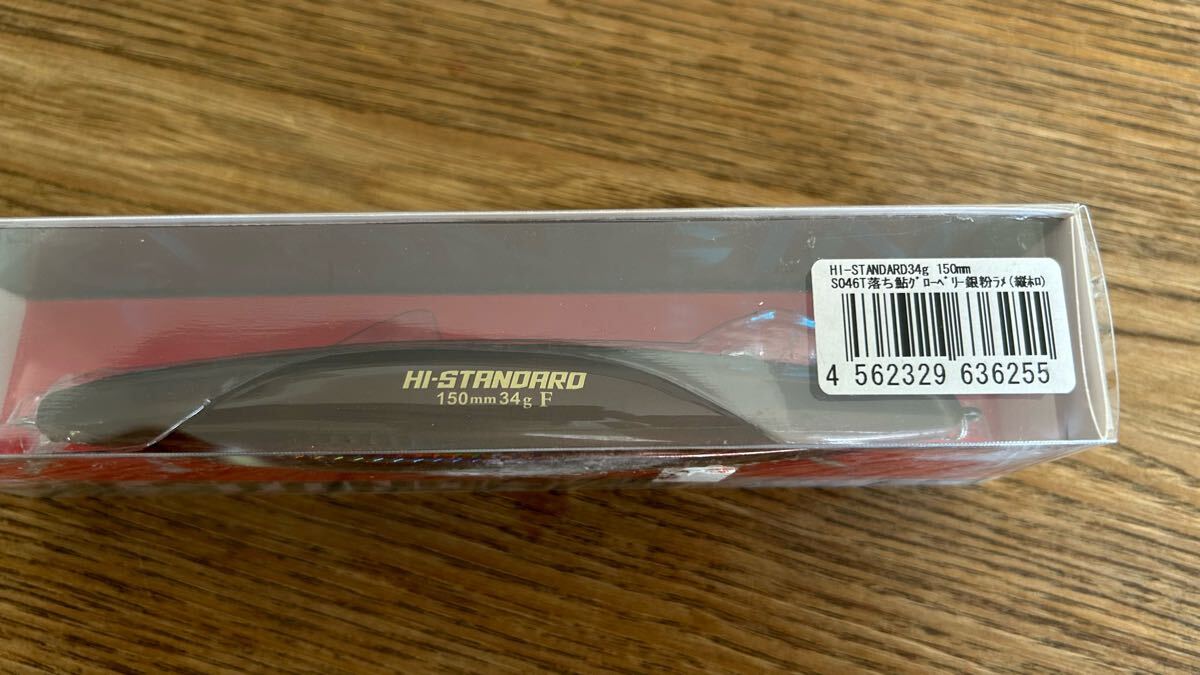 HI-STANDARD34g 150mm
S046T落ち鮎ｸﾞﾛｰﾍﾞﾘｰ銀粉ﾗﾒ(縦ﾎﾛ)
4 562329 636255
HI-STANDARD
150mm 34g F